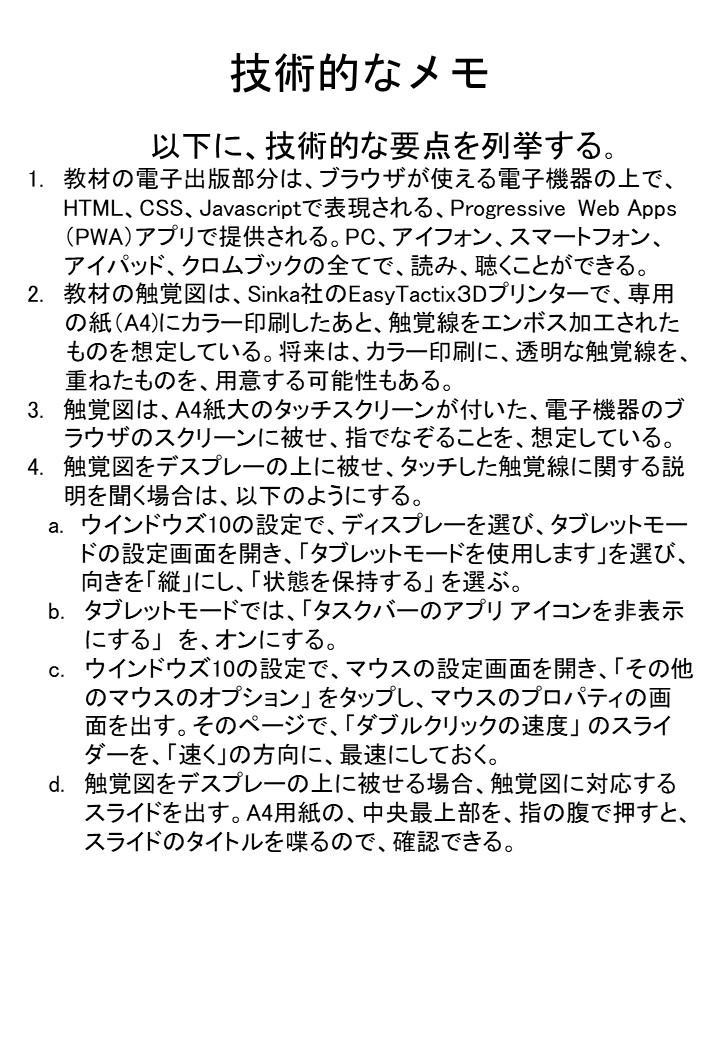 技術的なメモ
以下に、技術的な要点を列挙する。
1. 教材の電子出版部分は、ブラウザが使える電子機器の上で、
HTML、CSS、Javascriptで表現される、Progressive Web Apps
（PWA）アプリで提供される。PC、アイフォン、スマートフォン、
アイパッド、クロムブックの全てで、読み、聴くことができる。
2. 教材の触覚図は、Sinka社のEasyTactix3Dプリンターで、専用
の紙（A4)にカラー印刷したあと、触覚線をエンボス加工された
ものを想定している。将来は、カラー印刷に、透明な触覚線を、
重ねたものを、用意する可能性もある。
3. 触覚図は、A4紙大のタッチスクリーンが付いた、電子機器のブ
ラウザのスクリーンに被せ、指でなぞることを、想定している。
4. 触覚図をデスプレーの上に被せ、タッチした触覚線に関する説
明を聞く場合は、以下のようにする。
a. ウインドウズ10の設定で、ディスプレーを選び、タブレットモー
ドの設定画面を開き、「タブレットモードを使用します」を選び、
向きを「縦」にし、「状態を保持する」 を選ぶ。
b. タブレットモードでは、「タスクバーのアプリ アイコンを非表示
にする」 を、オンにする。
c. ウインドウズ10の設定で、マウスの設定画面を開き、「その他
のマウスのオプション」 をタップし、マウスのプロパティの画
面を出す。そのページで、「ダブルクリックの速度」 のスライ
ダーを、「速く」の方向に、最速にしておく。
d. 触覚図をデスプレーの上に被せる場合、触覚図に対応する
スライドを出す。A4用紙の、中央最上部を、指の腹で押すと、
スライドのタイトルを喋るので、確認できる。